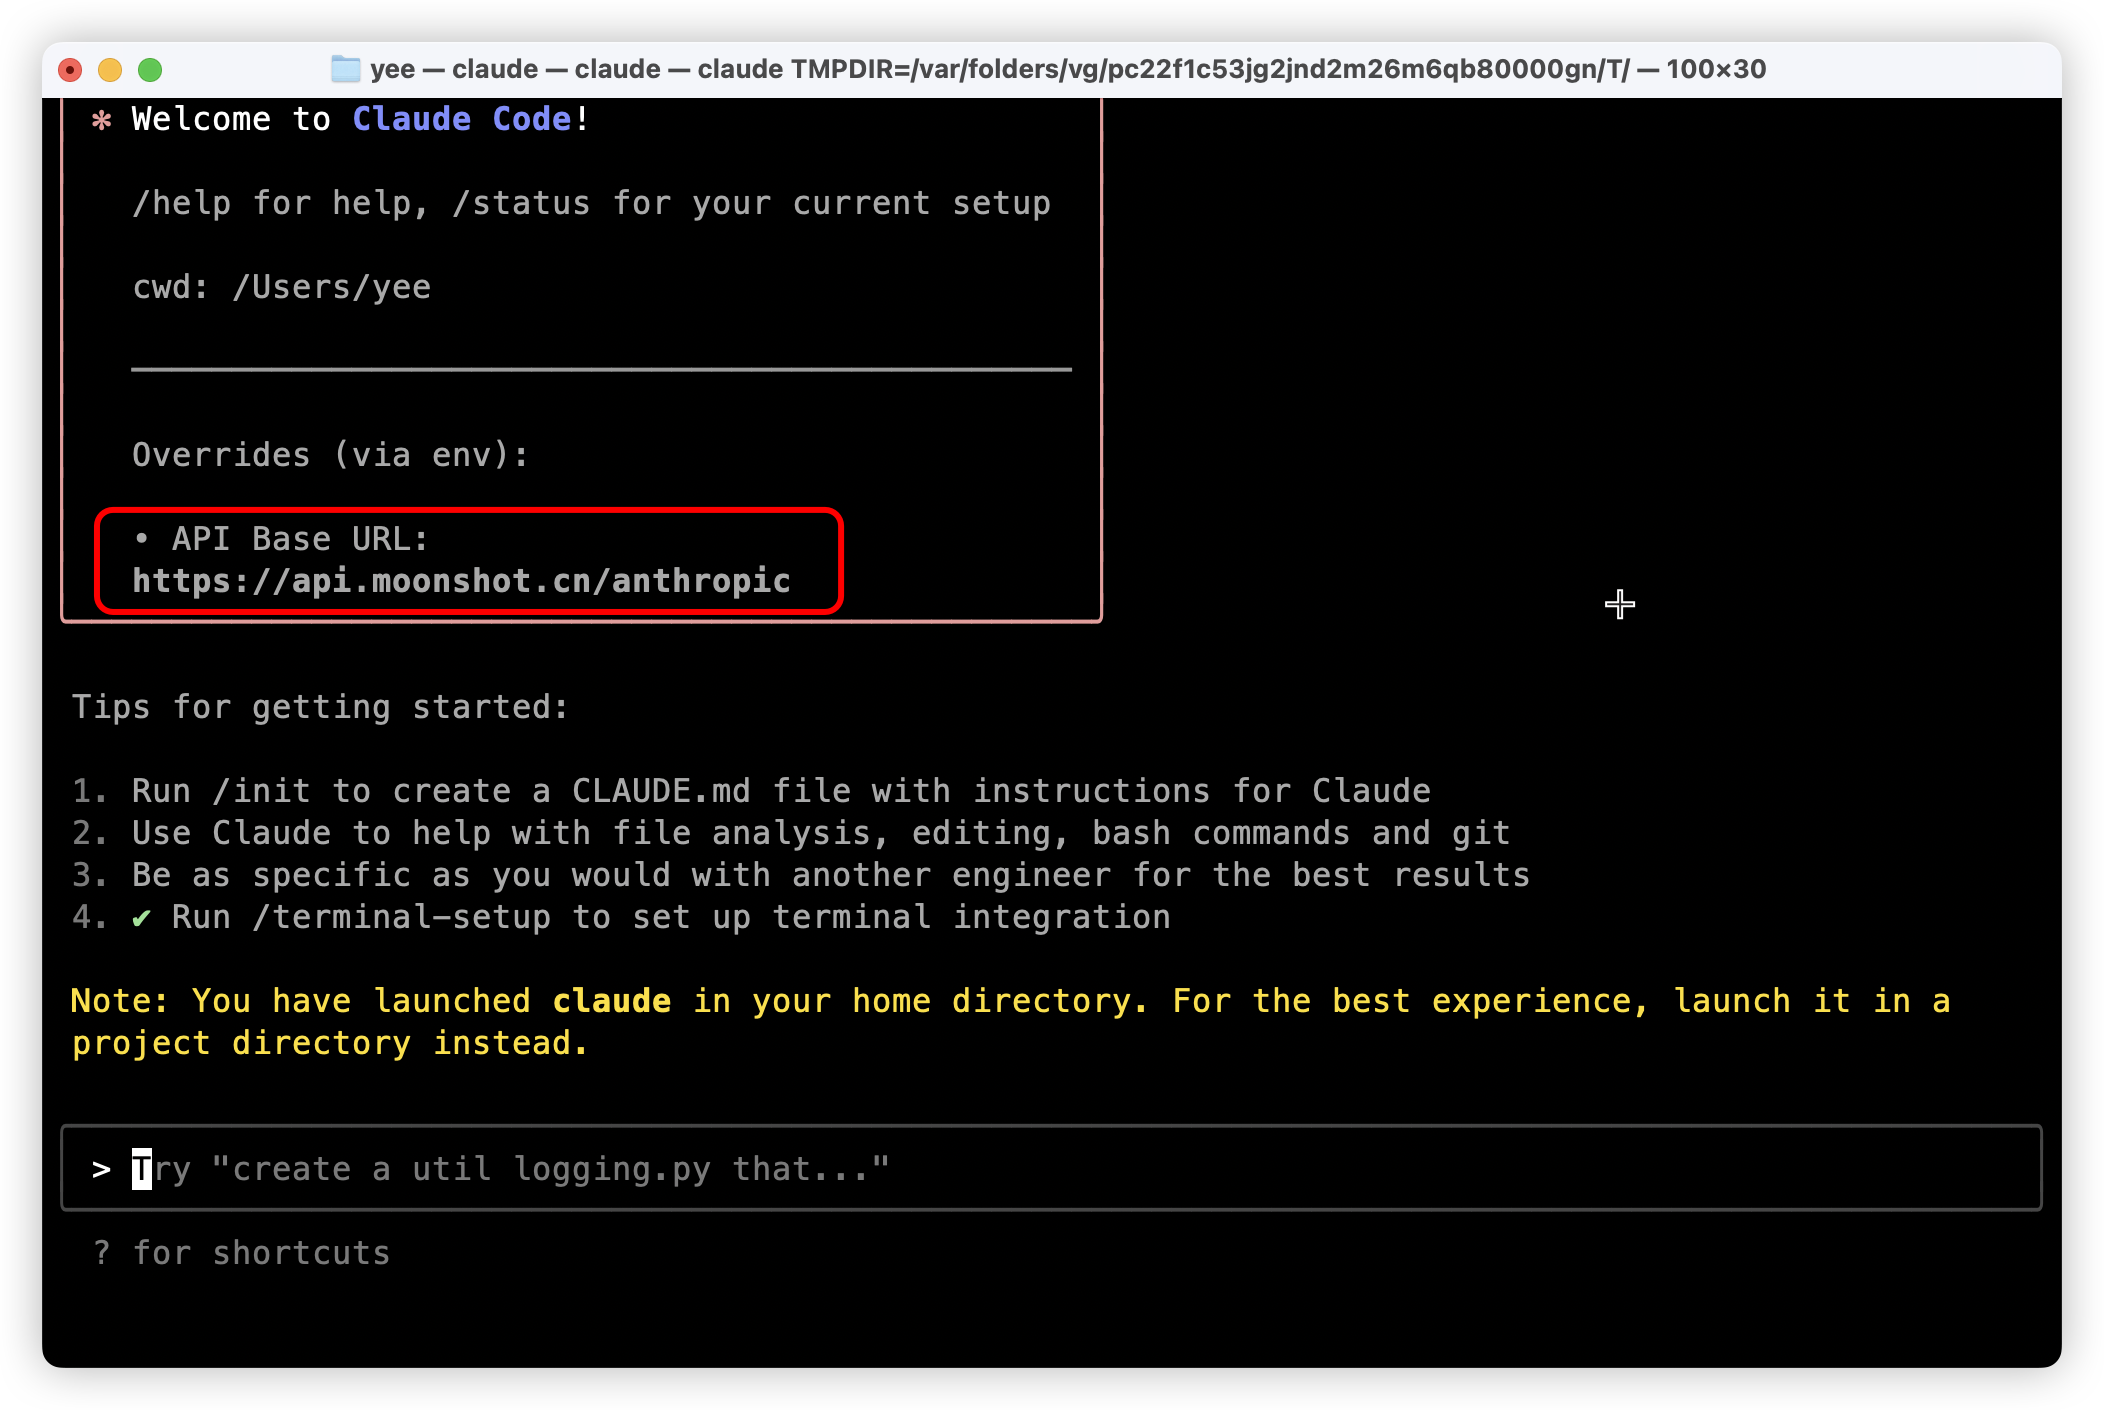 yee — claude — claude — claude TMPDIR=/var/folders/vg/pc22f1c53jg2jnd2m26m6qb80000gn/T/ — 100×30
✻ Welcome to Claude Code!
/help for help, /status for your current setup
cwd: /Users/yee
Overrides (via env):
• API Base URL:
https://api.moonshot.cn/anthropic
Tips for getting started:
1. Run /init to create a CLAUDE.md file with instructions for Claude
2. Use Claude to help with file analysis, editing, bash commands and git
3. Be as specific as you would with another engineer for the best results
4. ✔ Run /terminal-setup to set up terminal integration
Note: You have launched claude in your home directory. For the best experience, launch it in a
project directory instead.
> Try "create a util logging.py that..."
? for shortcuts